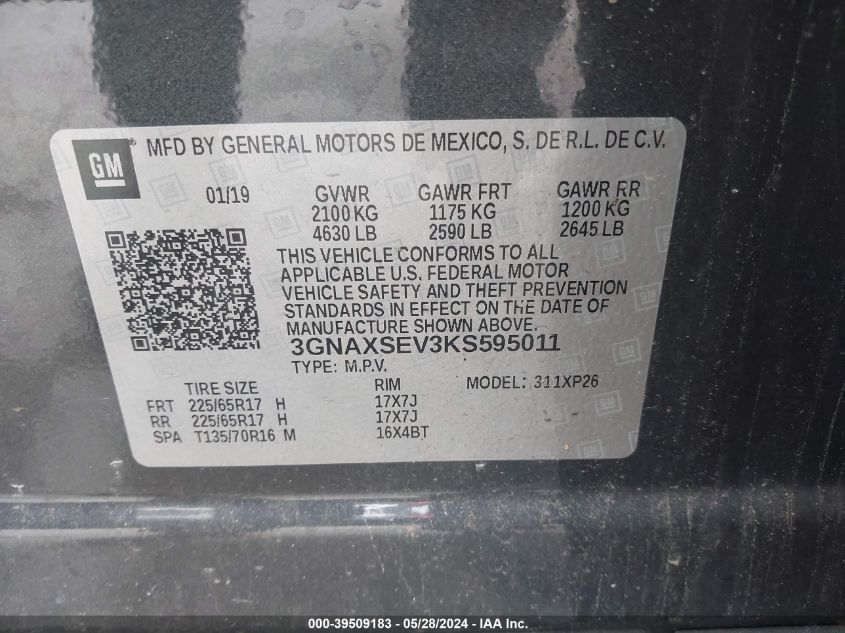 GM ® MFD BY GENERAL MOTORS DE MEXICO, S. DE R.L. DE C.V.
01/19 GVWR GAWR FRT GAWR RR
2100 KG 1175 KG 1200 KG
4630 LB 2590 LB 2645 LB
THIS VEHICLE CONFORMS TO ALL
APPLICABLE U.S. FEDERAL MOTOR
VEHICLE SAFETY AND THEFT PREVENTION
STANDARDS IN EFFECT ON THE DATE OF
MANUFACTURE SHOWN ABOVE.
3GNAXSEV3KS595011
TYPE: M.P.V.
TIRE SIZE RIM MODEL: 311XP26
FRT 225/65R17 H 17X7J
RR 225/65R17 H 17X7J
SPA T135/70R16 M 16X4BT
000-39509183 - 05/28/2024 - IAA Inc.